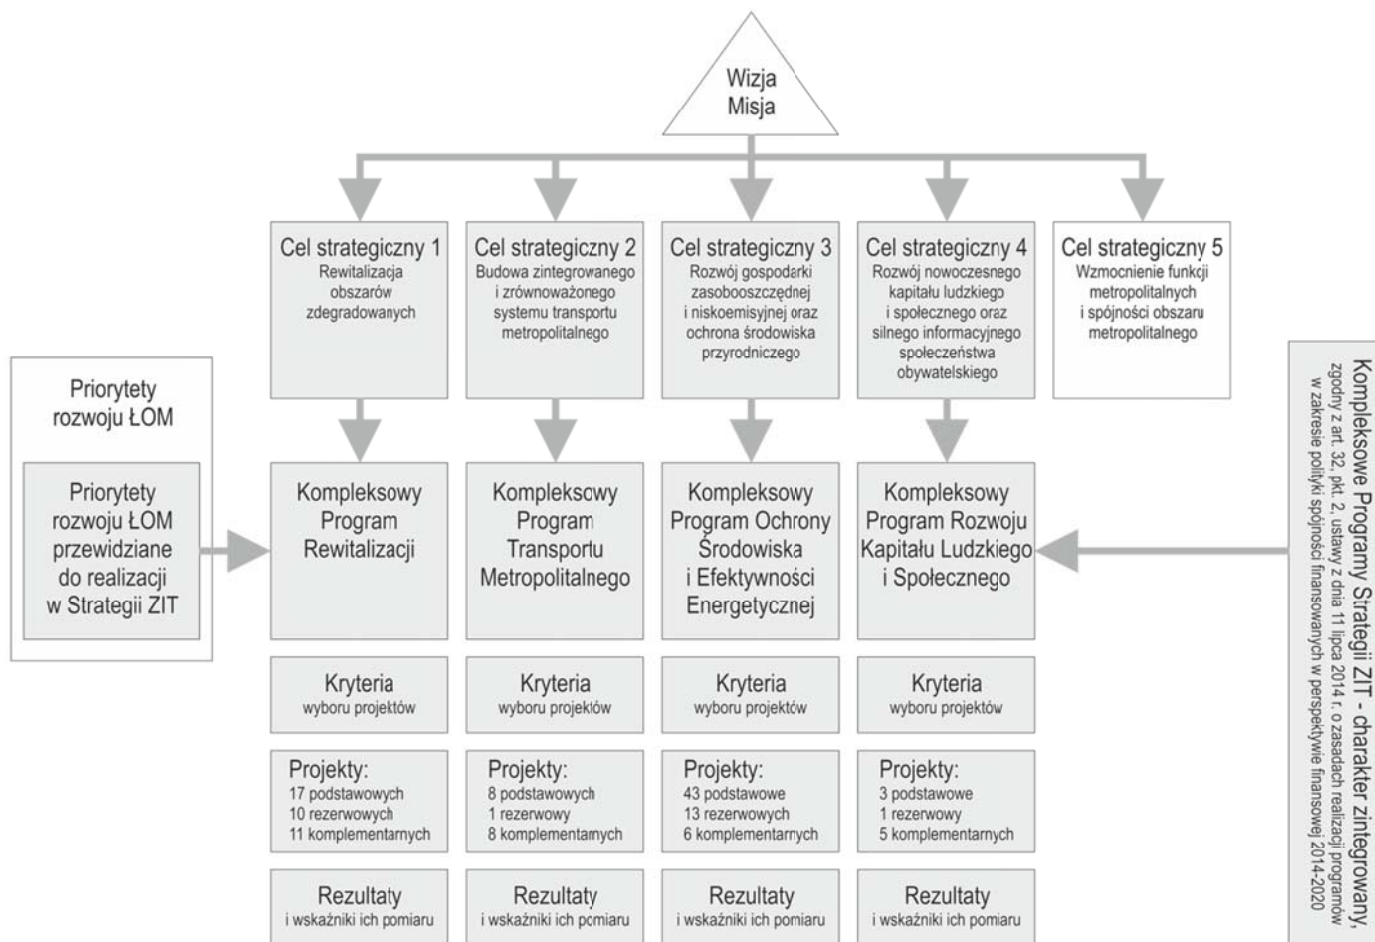 Wizja
Misja
Cel strategiczny 1
Rewitalizacja
obszarów
zdegradowanych
Cel strategiczny 2
Budowa zintegrowanego
i zrównoważonego
systemu transportu
metropolitalnego
Cel strategiczny 3
Rozwój gospodarki
zasobooszczędnej
i niskoemisyjnej oraz
ochrona środowiska
przyrodniczego
Cel strategiczny 4
Rozwój nowoczesnego
kapitału ludzkiego
i społecznego oraz
silnego informacyjnego
społeczeństwa
obywatelskiego
Cel strategiczny 5
Wzmocnienie funkcji
metropolitalnych
i spójności obszaru
metropolitalnego
Priorytety
rozwoju ŁOM
Priorytety
rozwoju ŁOM
przewidziane
do realizacji
w Strategii ZIT
Kompleksowy
Program
Rewitalizacji
Kompleksowy
Program
Transportu
Metropolitalnego
Kompleksowy
Program Ochrony
Środowiska
i Efektywności
Energetycznej
Kompleksowy
Program Rozwoju
Kapitału Ludzkiego
i Społecznego
Kompleksowe Programy Strategii ZIT - charakter zintegrowany,
zgodny z art. 32, pkt. 2, ustawy z dnia 11 lipca 2014 r. o zasadach realizacji programów
w zakresie polityki spójności finansowanych w perspektywie finansowej 2014-2020
Kryteria
wyboru projektów
Kryteria
wyboru projektów
Kryteria
wyboru projektów
Kryteria
wyboru projektów
Projekty:
17 podstawowych
10 rezerwowych
11 komplementarnych
Projekty:
8 podstawowych
1 rezerwowy
8 komplementarnych
Projekty:
43 podstawowe
13 rezerwowych
6 komplementarnych
Projekty:
3 podstawowe
1 rezerwowy
5 komplementarnych
Rezultaty
i wskaźniki ich pomiaru
Rezultaty
i wskaźniki ich pomiaru
Rezultaty
i wskaźniki ich pomiaru
Rezultaty
i wskaźniki ich pomiaru